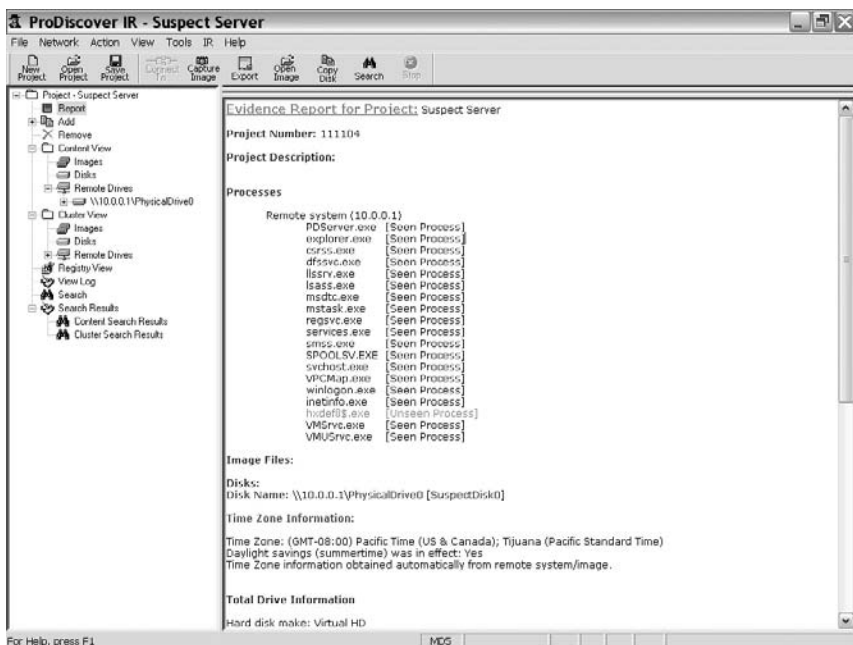 ProDiscover IR - Suspect Server
File Network Action View Tools IR Help
New Project Open Project Save Project Connect To Capture Image Export Open Image Copy Disk Search Stop
Project - Suspect Server
Report
Add
Remove
Content View
Images
Disks
Remote Drives
\\10.0.0.1\PhysicalDrive0
Cluster View
Images
Disks
Remote Drives
Registry View
View Log
Search
Search Results
Content Search Results
Cluster Search Results
Evidence Report for Project: Suspect Server
Project Number: 111104
Project Description:
Processes
Remote system (10.0.0.1)
PDServer.exe [Seen Process]
explorer.exe [Seen Process]
csrss.exe [Seen Process]
dfssvc.exe [Seen Process]
llssrv.exe [Seen Process]
lsass.exe [Seen Process]
msdtc.exe [Seen Process]
mstask.exe [Seen Process]
regsvc.exe [Seen Process]
services.exe [Seen Process]
smss.exe [Seen Process]
SPOOLSV.EXE [Seen Process]
svchost.exe [Seen Process]
VPCMap.exe [Seen Process]
winlogon.exe [Seen Process]
inetinfo.exe [Seen Process]
hxdef8$.exe [Unseen Process]
VMSrvc.exe [Seen Process]
VMUSrvc.exe [Seen Process]
Image Files:
Disks:
Disk Name: \\10.0.0.1\PhysicalDrive0 [SuspectDisk0]
Time Zone Information:
Time Zone: (GMT-08:00) Pacific Time (US & Canada); Tijuana (Pacific Standard Time)
Daylight savings (summertime) was in effect: Yes
Time Zone information obtained automatically from remote system/image.
Total Drive Information
Hard disk make: Virtual HD
For Help, press F1
MD5